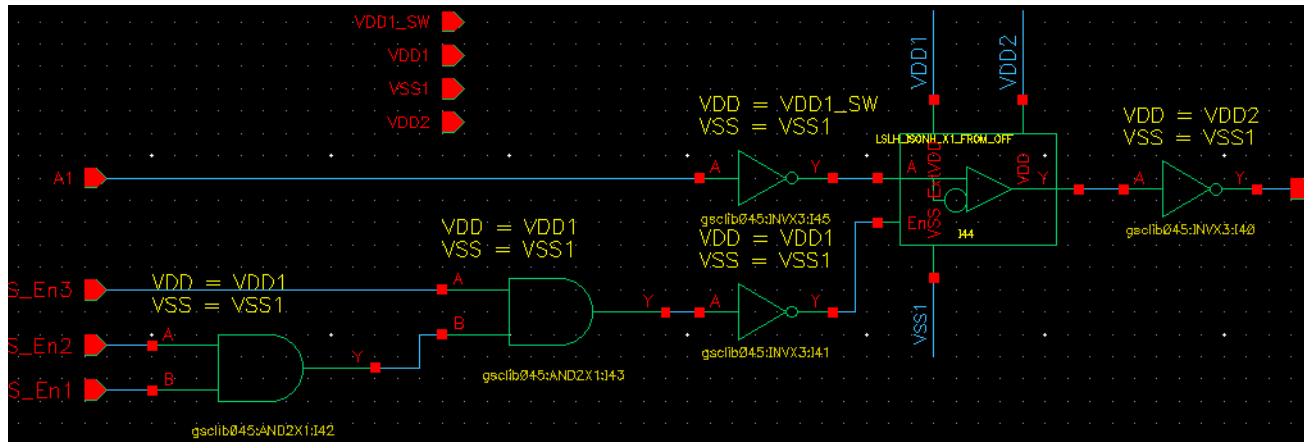 VDD1_SW
VDD1
VSS1
VDD2
VDD1
VDD2
VDD = VDD1_SW
VSS = VSS1
VDD = VDD2
VSS = VSS1
LSLH_ISONH_X1_FROM_OFF
A1
A
Y
A
VDD
Y
A
Y
gsclib045:INVX3:I45
En
I44
gsclib045:INVX3:I40
VDD = VDD1
VSS = VSS1
VDD = VDD1
VSS = VSS1
VDD = VDD1
VSS = VSS1
S_En3
A
B
Y
A
Y
VSS1
S_En2
A
Y
gsclib045:INVX3:I41
S_En1
B
gsclib045:AND2X1:I43
gsclib045:AND2X1:I42